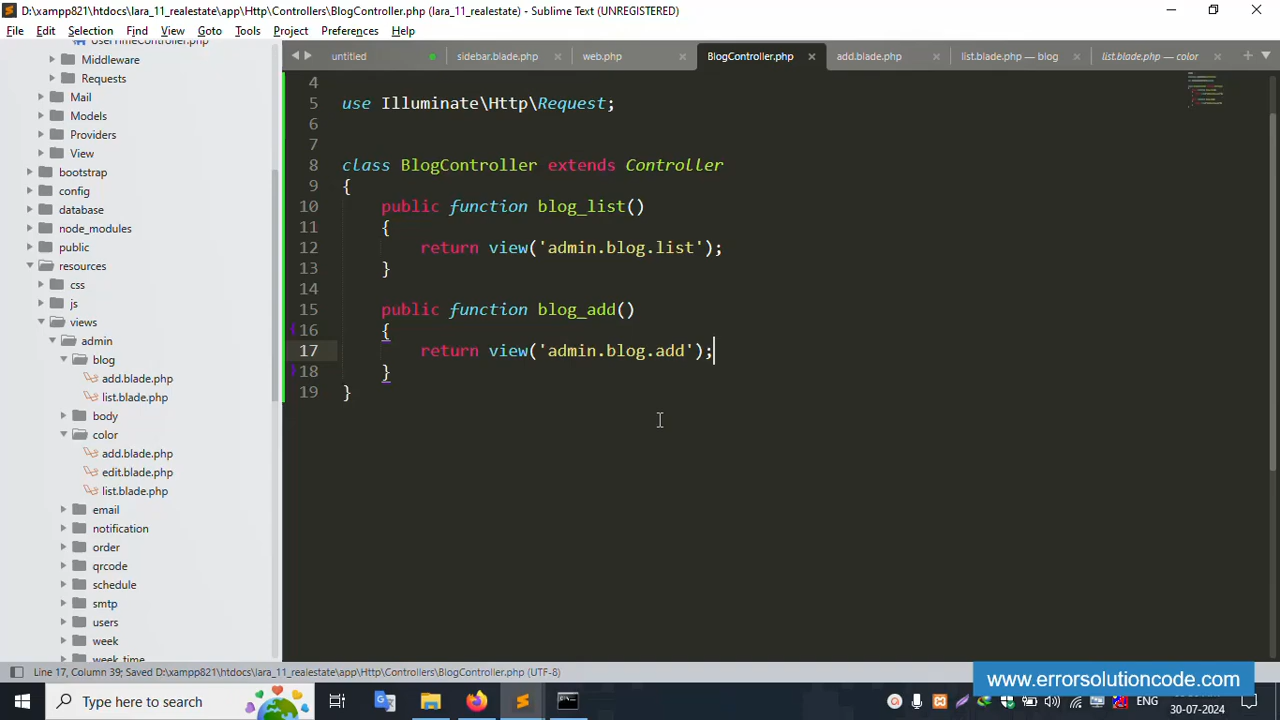 D:\xampp821\htdocs\lara_11_realestate\app\Http\Controllers\BlogController.php (lara_11_realestate) - Sublime Text (UNREGISTERED)
File Edit Selection Find View Goto Tools Project Preferences Help
UserTimeController.php
Middleware
Requests
Mail
Models
Providers
View
bootstrap
config
database
node_modules
public
resources
css
js
views
admin
blog
add.blade.php
list.blade.php
body
color
add.blade.php
edit.blade.php
list.blade.php
email
notification
order
qrcode
schedule
smtp
users
week
week_time
untitled sidebar.blade.php web.php BlogController.php add.blade.php list.blade.php — blog list.blade.php — color
4
5 use Illuminate\Http\Request;
6
7
8 class BlogController extends Controller
9 {
10 public function blog_list()
11 {
12 return view('admin.blog.list');
13 }
14
15 public function blog_add()
16 {
17 return view('admin.blog.add');
18 }
19 }
Line 17, Column 39; Saved D:\xampp821\htdocs\lara_11_realestate\app\Http\Controllers\BlogController.php (UTF-8)
www.errorsolutioncode.com
Type here to search
ENG
30-07-2024